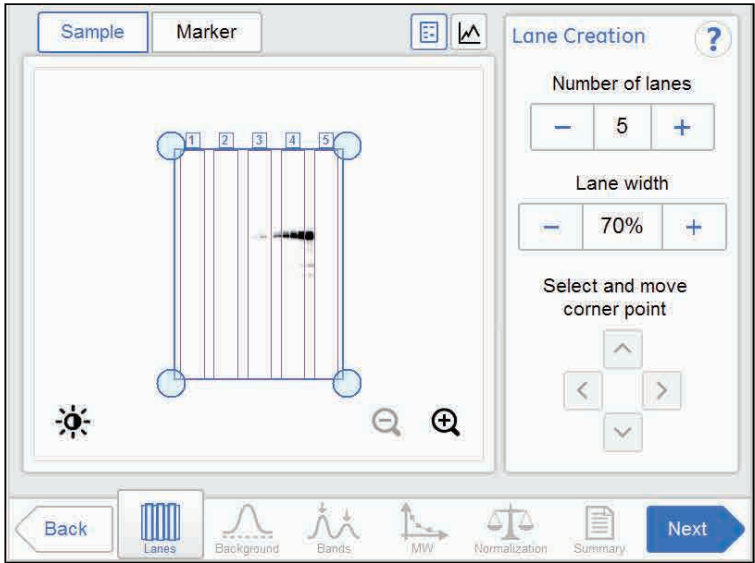 Sample Marker
Lane Creation ?
Number of lanes
− 5 +
Lane width
− 70% +
Select and move
corner point
1 2 3 4 5
Back
Lanes
Background
Bands
MW
Normalization
Summary
Next